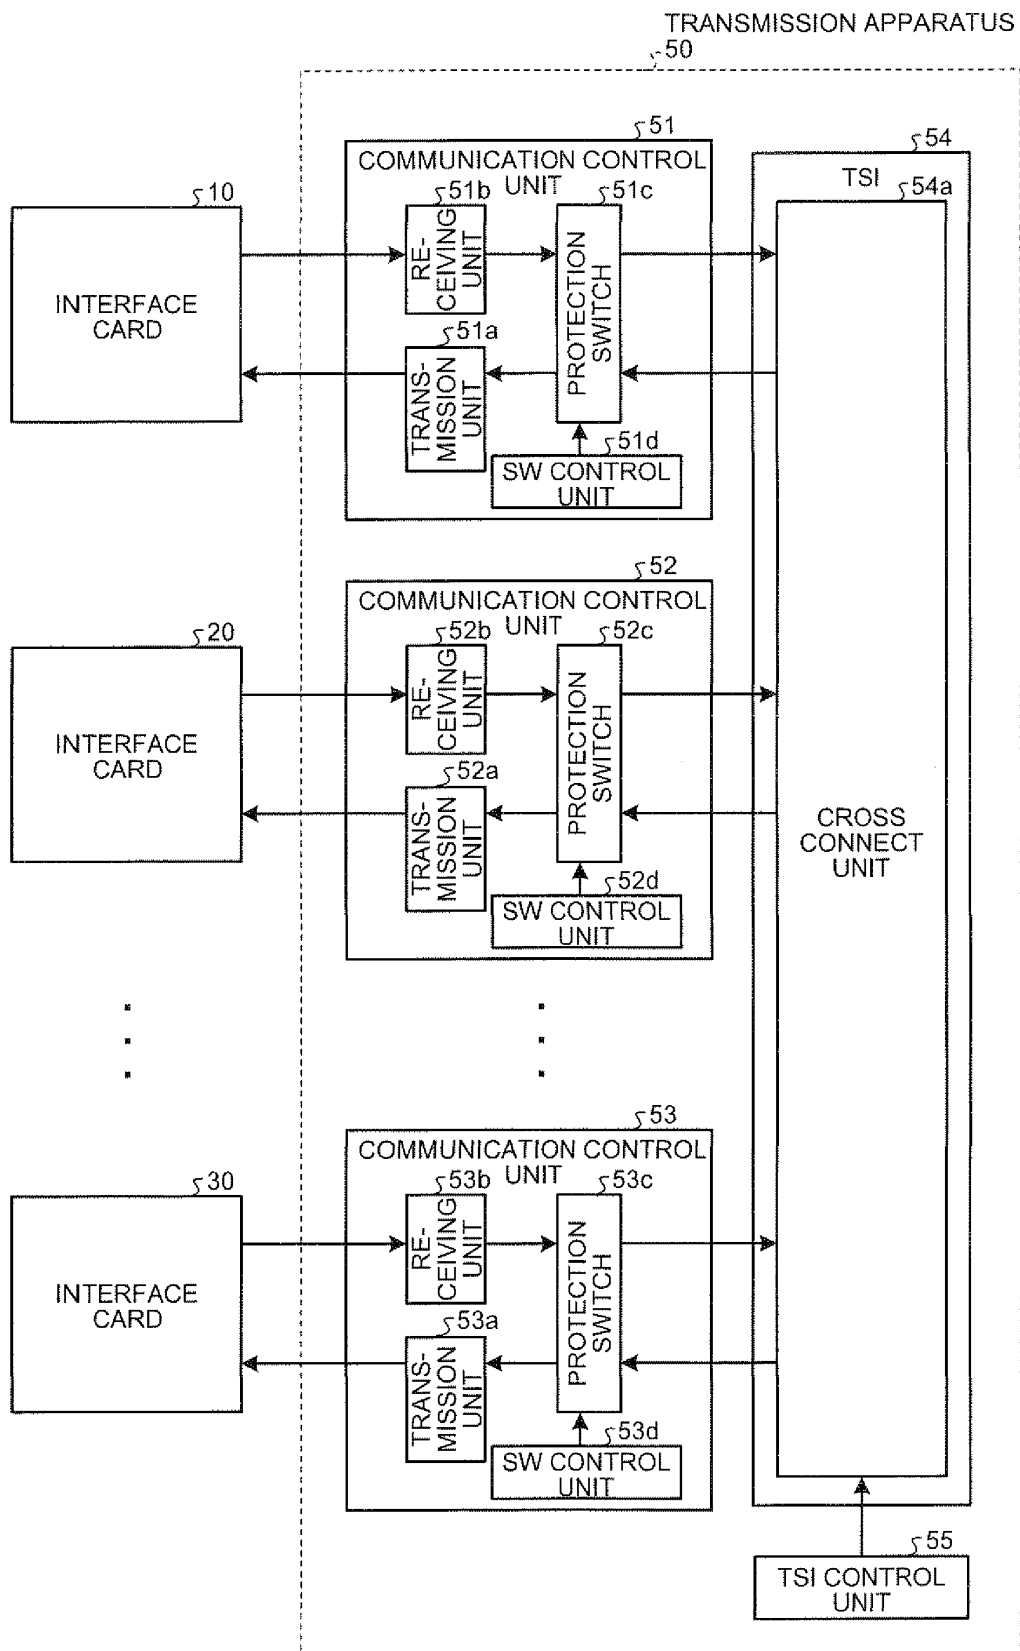 TRANSMISSION APPARATUS
50
51
COMMUNICATION CONTROL
UNIT
51b
51c
RE-
CEIVING
UNIT
PROTECTION
SWITCH
51a
TRANS-
MISSION
UNIT
51d
SW CONTROL
UNIT
10
INTERFACE
CARD
54
TSI
54a
CROSS
CONNECT
UNIT
52
COMMUNICATION CONTROL
UNIT
52b
52c
RE-
CEIVING
UNIT
PROTECTION
SWITCH
52a
TRANS-
MISSION
UNIT
52d
SW CONTROL
UNIT
20
INTERFACE
CARD
53
COMMUNICATION CONTROL
UNIT
53b
53c
RE-
CEIVING
UNIT
PROTECTION
SWITCH
53a
TRANS-
MISSION
UNIT
53d
SW CONTROL
UNIT
30
INTERFACE
CARD
55
TSI CONTROL
UNIT